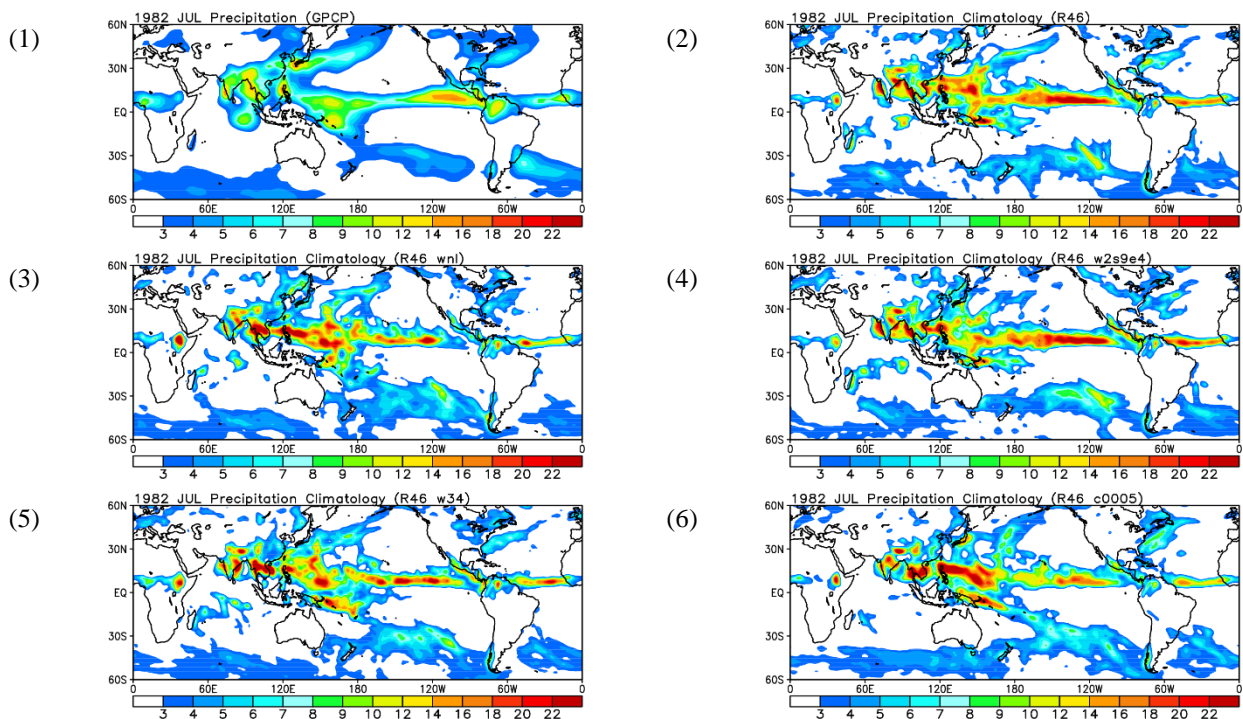 (1)
1982 JUL Precipitation (GPCP)
60N
30N
EQ
30S
60S
0 60E 120E 180 120W 60W 0
3 4 5 6 7 8 9 10 12 14 16 18 20 22
(2)
1982 JUL Precipitation Climatology (R46)
60N
30N
EQ
30S
60S
0 60E 120E 180 120W 60W 0
3 4 5 6 7 8 9 10 12 14 16 18 20 22
(3)
1982 JUL Precipitation Climatology (R46 wnl)
60N
30N
EQ
30S
60S
0 60E 120E 180 120W 60W 0
3 4 5 6 7 8 9 10 12 14 16 18 20 22
(4)
1982 JUL Precipitation Climatology (R46 w2s9e4)
60N
30N
EQ
30S
60S
0 60E 120E 180 120W 60W 0
3 4 5 6 7 8 9 10 12 14 16 18 20 22
(5)
1982 JUL Precipitation Climatology (R46 w34)
60N
30N
EQ
30S
60S
0 60E 120E 180 120W 60W 0
3 4 5 6 7 8 9 10 12 14 16 18 20 22
(6)
1982 JUL Precipitation Climatology (R46 c0005)
60N
30N
EQ
30S
60S
0 60E 120E 180 120W 60W 0
3 4 5 6 7 8 9 10 12 14 16 18 20 22